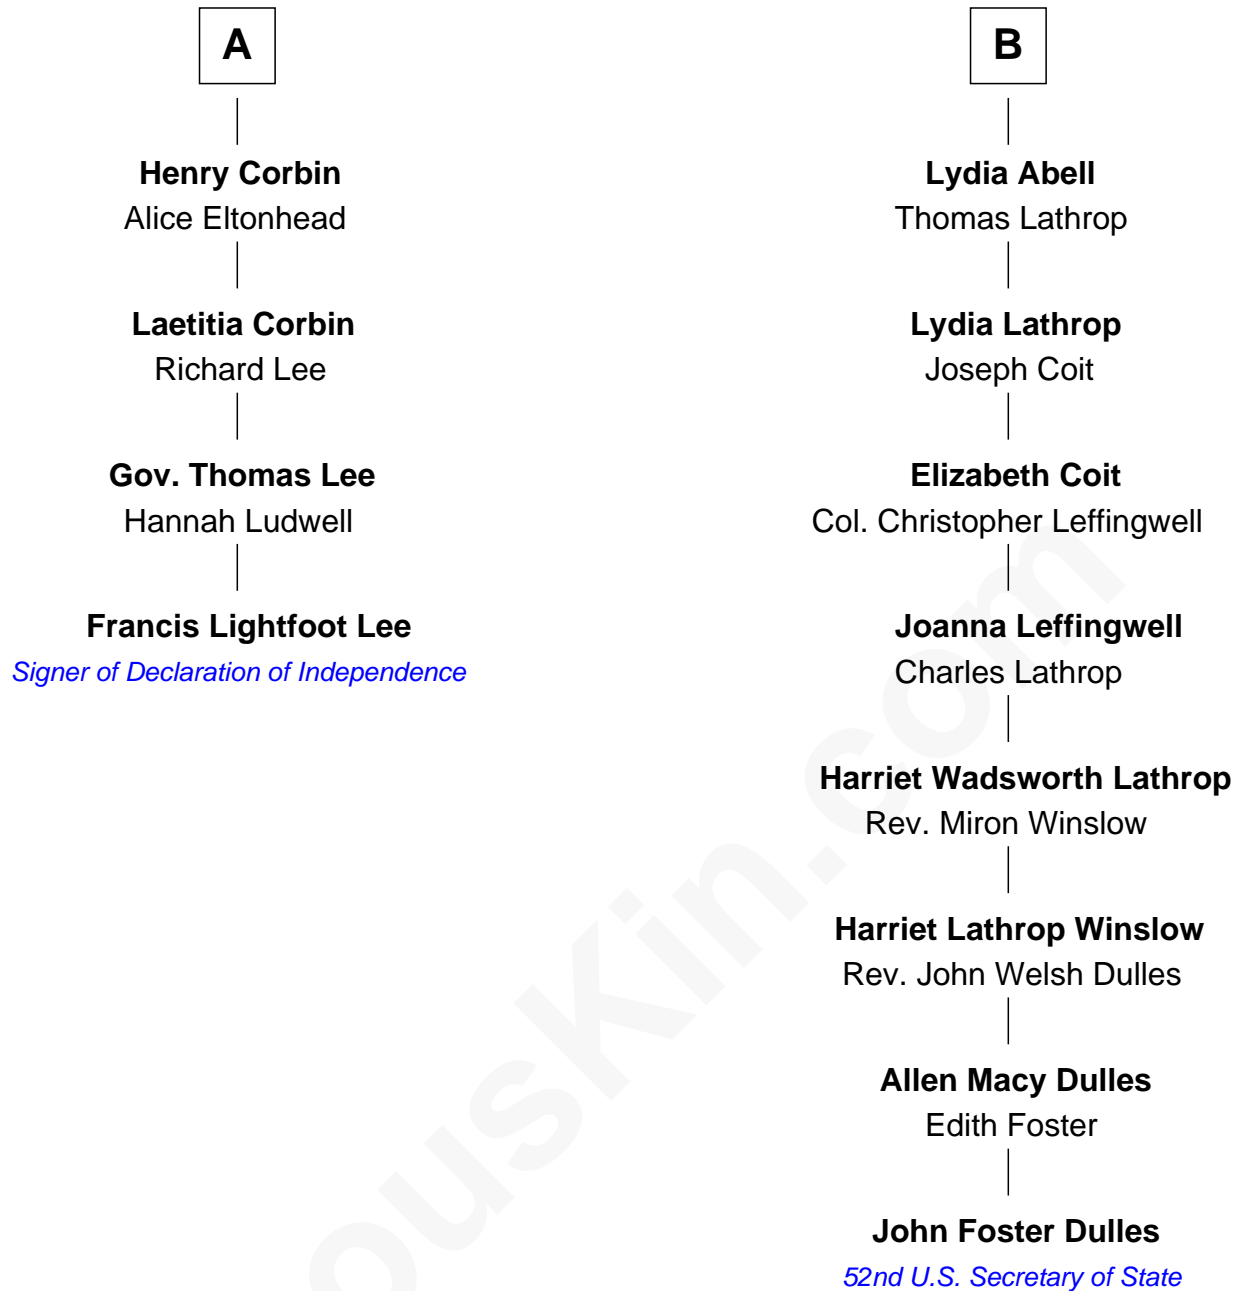 A
Henry Corbin
Alice Eltonhead
Laetitia Corbin
Richard Lee
Gov. Thomas Lee
Hannah Ludwell
Francis Lightfoot Lee
Signer of Declaration of Independence
B
Lydia Abell
Thomas Lathrop
Lydia Lathrop
Joseph Coit
Elizabeth Coit
Col. Christopher Leffingwell
Joanna Leffingwell
Charles Lathrop
Harriet Wadsworth Lathrop
Rev. Miron Winslow
Harriet Lathrop Winslow
Rev. John Welsh Dulles
Allen Macy Dulles
Edith Foster
John Foster Dulles
52nd U.S. Secretary of State
ousKin.com